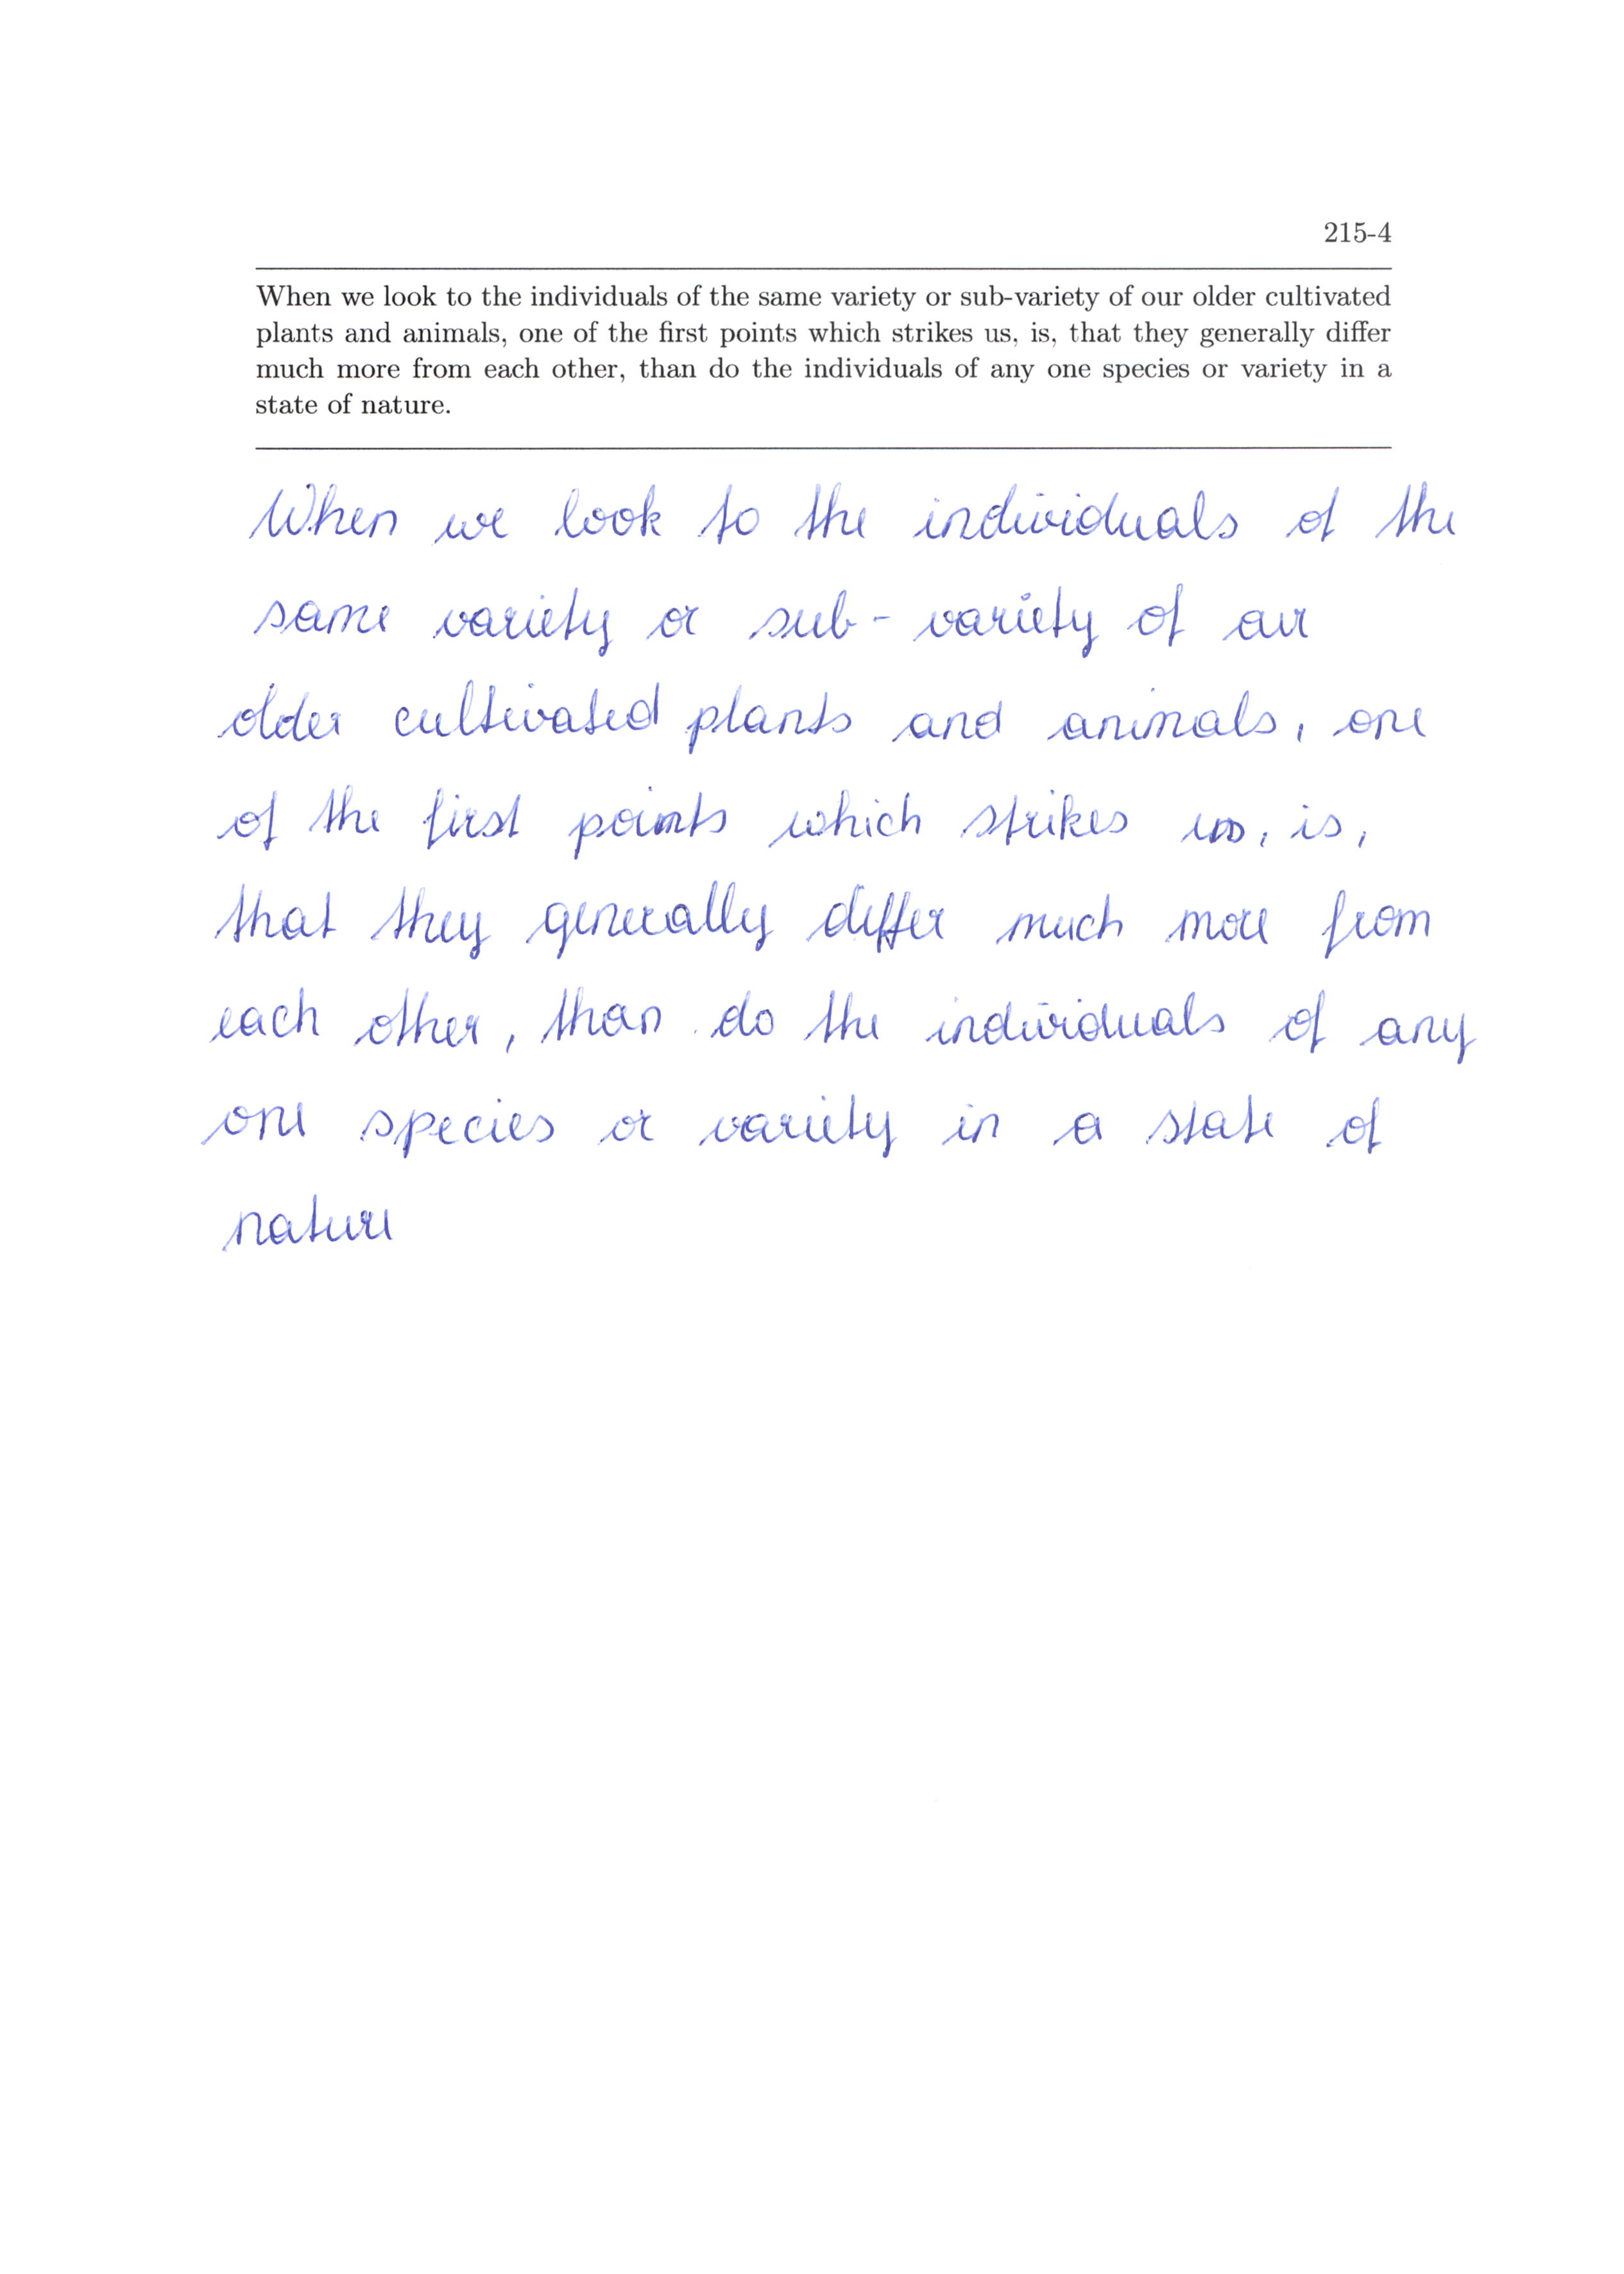 215-4
When we look to the individuals of the same variety or sub-variety of our older cultivated
plants and animals, one of the first points which strikes us, is, that they generally differ
much more from each other, than do the individuals of any one species or variety in a
state of nature.
When we look to the individuals of the
same variety or sub-variety of our
older cultivated plants and animals, one
of the first points which strikes us, is,
that they generally differ much more from
each other, than do the individuals of any
one species or variety in a state of
nature